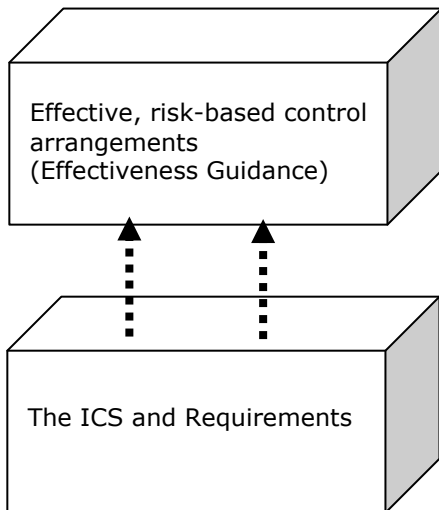 Effective, risk-based control
arrangements
(Effectiveness Guidance)
The ICS and Requirements